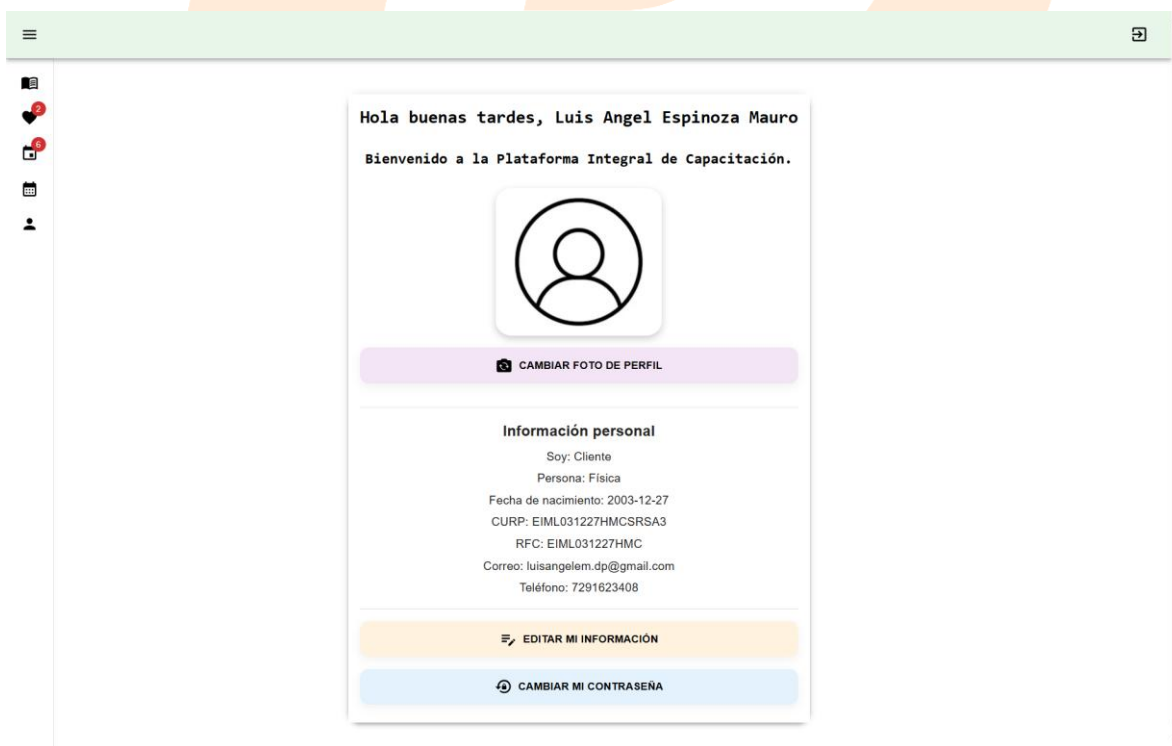 2
6
Hola buenas tardes, Luis Angel Espinoza Mauro
Bienvenido a la Plataforma Integral de Capacitación.
CAMBIAR FOTO DE PERFIL
Información personal
Soy: Cliente
Persona: Física
Fecha de nacimiento: 2003-12-27
CURP: EIML031227HMCSRSA3
RFC: EIML031227HMC
Correo: luisangelem.dp@gmail.com
Teléfono: 7291623408
EDITAR MI INFORMACIÓN
CAMBIAR MI CONTRASEÑA